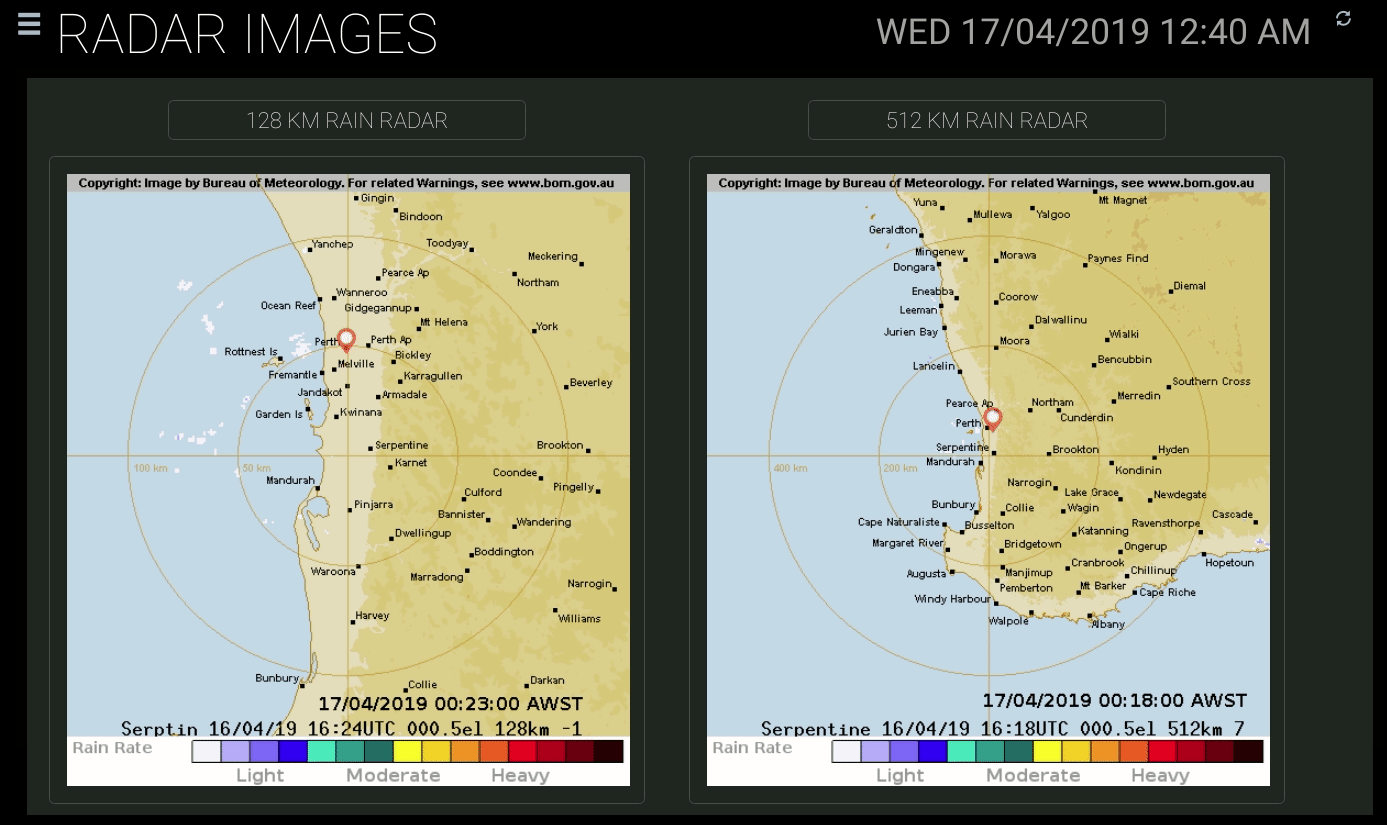 RADAR IMAGES
WED 17/04/2019 12:40 AM
128 KM RAIN RADAR
512 KM RAIN RADAR
Copyright: Image by Bureau of Meteorology. For related Warnings, see www.bom.gov.au
Gingin
Bindoon
Yanchep
Toodyay
Meckering
Pearce Ap
Northam
Wanneroo
Ocean Reef
Gidgegannup
Mt Helena
York
Perth
Perth Ap
Rottnest Is
Bickley
Melville
Fremantle
Karragullen
Beverley
Jandakot
Armadale
Garden Is
Kwinana
Serpentine
Brookton
Karnet
100 km
50 km
Coondee
Mandurah
Pingelly
Culford
Pinjarra
Bannister
Wandering
Dwellingup
Boddington
Waroona
Marradong
Narrogin
Harvey
Williams
Bunbury
Collie
Darkan
17/04/2019 00:23:00 AWST
Serptin 16/04/19 16:24UTC 000.5el 128km -1
Rain Rate
Light
Moderate
Heavy
Copyright: Image by Bureau of Meteorology. For related Warnings, see www.bom.gov.au
Mt Magnet
Yuna
Mullewa
Yalgoo
Geraldton
Mingenew
Morawa
Paynes Find
Dongara
Diemal
Eneabba
Coorow
Leeman
Dalwallinu
Jurien Bay
Wialki
Moora
Bencubbin
Lancelin
Southern Cross
Merredin
Pearce Ap
Northam
Cunderdin
Perth
Serpentine
Brookton
Hyden
Mandurah
400 km
200 km
Kondinin
Narrogin
Lake Grace
Newdegate
Bunbury
Collie
Wagin
Cascade
Cape Naturaliste
Busselton
Ravensthorpe
Katanning
Margaret River
Bridgetown
Ongerup
Hopetoun
Cranbrook
Augusta
Manjimup
Chillinup
Pemberton
Mt Barker
Cape Riche
Windy Harbour
Walpole
Albany
17/04/2019 00:18:00 AWST
Serpentine 16/04/19 16:18UTC 000.5el 512km 7
Rain Rate
Light
Moderate
Heavy